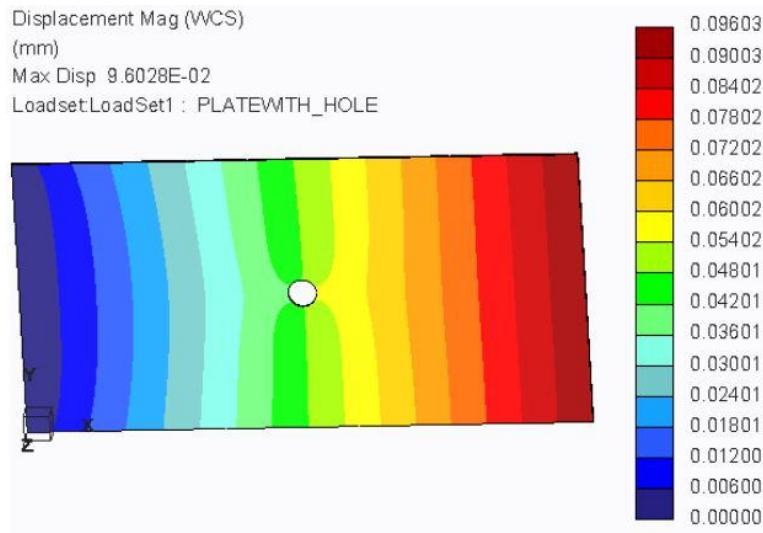 Displacement Mag (WCS)
(mm)
Max Disp 9.6028E-02
Loadset:LoadSet1 : PLATEWITH_HOLE
0.09603
0.09003
0.08402
0.07802
0.07202
0.06602
0.06002
0.05402
0.04801
0.04201
0.03601
0.03001
0.02401
0.01801
0.01200
0.00600
0.00000
Y
X
Z